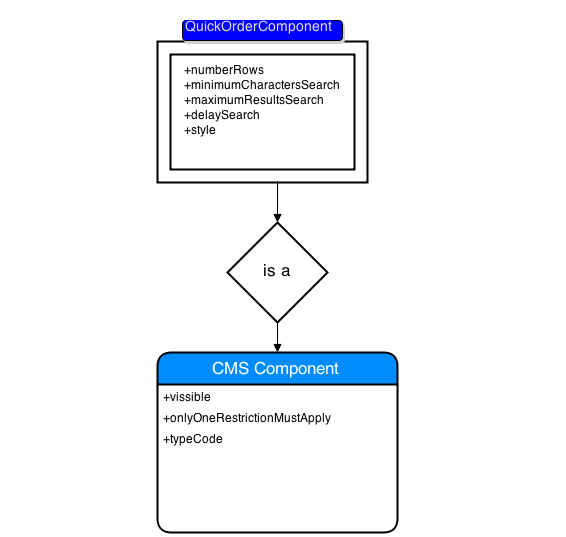 QuickOrderComponent
+numberRows
+minimumCharactersSearch
+maximumResultsSearch
+delaySearch
+style
is a
CMS Component
+vissible
+onlyOneRestrictionMustApply
+typeCode